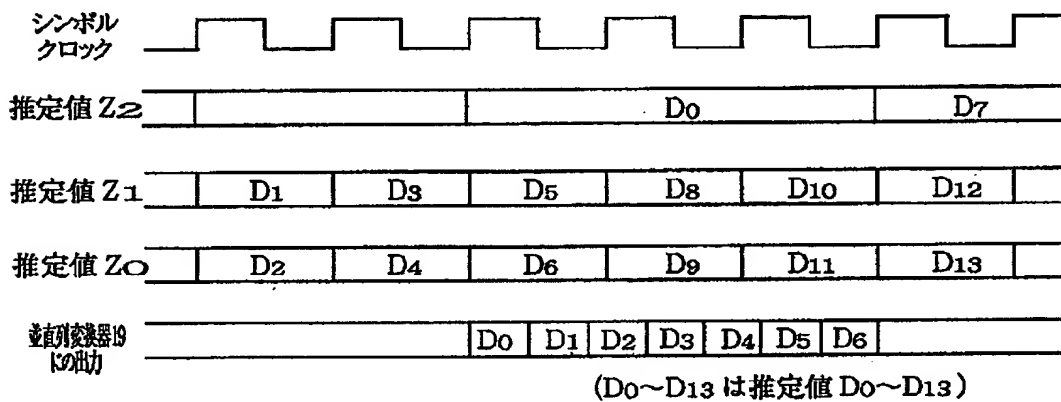 シンボル
クロック
推定値 Z2 D0 D7
推定値 Z1 D1 D3 D5 D8 D10 D12
推定値 Z0 D2 D4 D6 D9 D11 D13
並直列変換器19 D0 D1 D2 D3 D4 D5 D6
の出力
(D0～D13 は推定値 D0～D13)